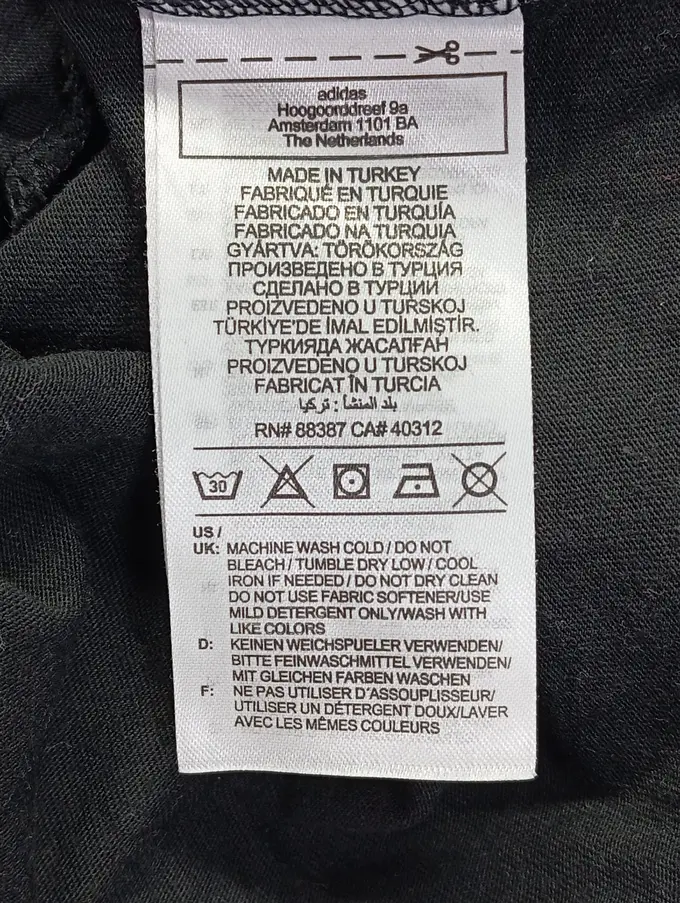 adidas
Hoogoorddreef 9a
Amsterdam 1101 BA
The Netherlands
MADE IN TURKEY
FABRIQUÉ EN TURQUIE
FABRICADO EN TURQUÍA
FABRICADO NA TURQUIA
GYÁRTVA: TÖRÖKORSZÁG
ПРОИЗВЕДЕНО В ТУРЦИЯ
СДЕЛАНО В ТУРЦИИ
PROIZVEDENO U TURSKOJ
TÜRKİYE'DE İMAL EDİLMİŞTİR.
ТҮРКИЯДА ЖАСАЛҒАН
PROIZVEDENO U TURSKOJ
FABRICAT ÎN TURCIA
بلد المنشأ : تركيا
RN# 88387 CA# 40312
30
US /
UK: MACHINE WASH COLD / DO NOT
BLEACH / TUMBLE DRY LOW / COOL
IRON IF NEEDED / DO NOT DRY CLEAN
DO NOT USE FABRIC SOFTENER/USE
MILD DETERGENT ONLY/WASH WITH
LIKE COLORS
D: KEINEN WEICHSPUELER VERWENDEN/
BITTE FEINWASCHMITTEL VERWENDEN/
MIT GLEICHEN FARBEN WASCHEN
F: NE PAS UTILISER D'ASSOUPLISSEUR/
UTILISER UN DÉTERGENT DOUX/LAVER
AVEC LES MÊMES COULEURS